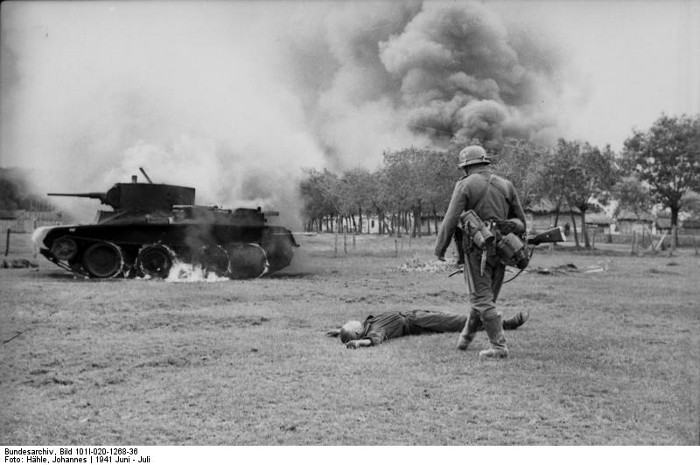 Bundesarchiv, Bild 101I-020-1268-36
Foto: Hähle, Johannes | 1941 Juni - Juli